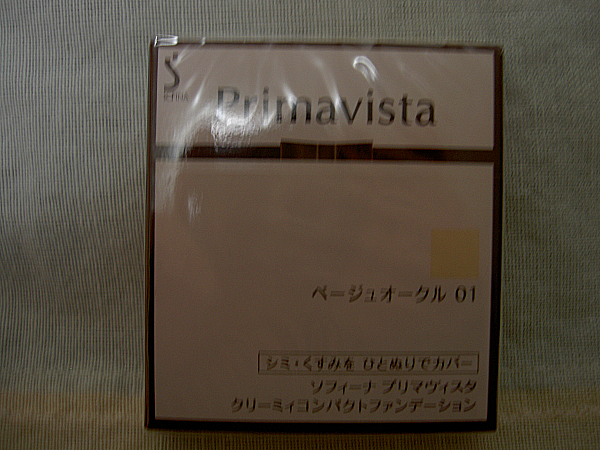 S
SOFINA
Primavista
ベージュオークル 01
シミ・くすみを ひとぬりでカバー
ソフィーナ プリマヴィスタ
クリーミィコンパクトファンデーション